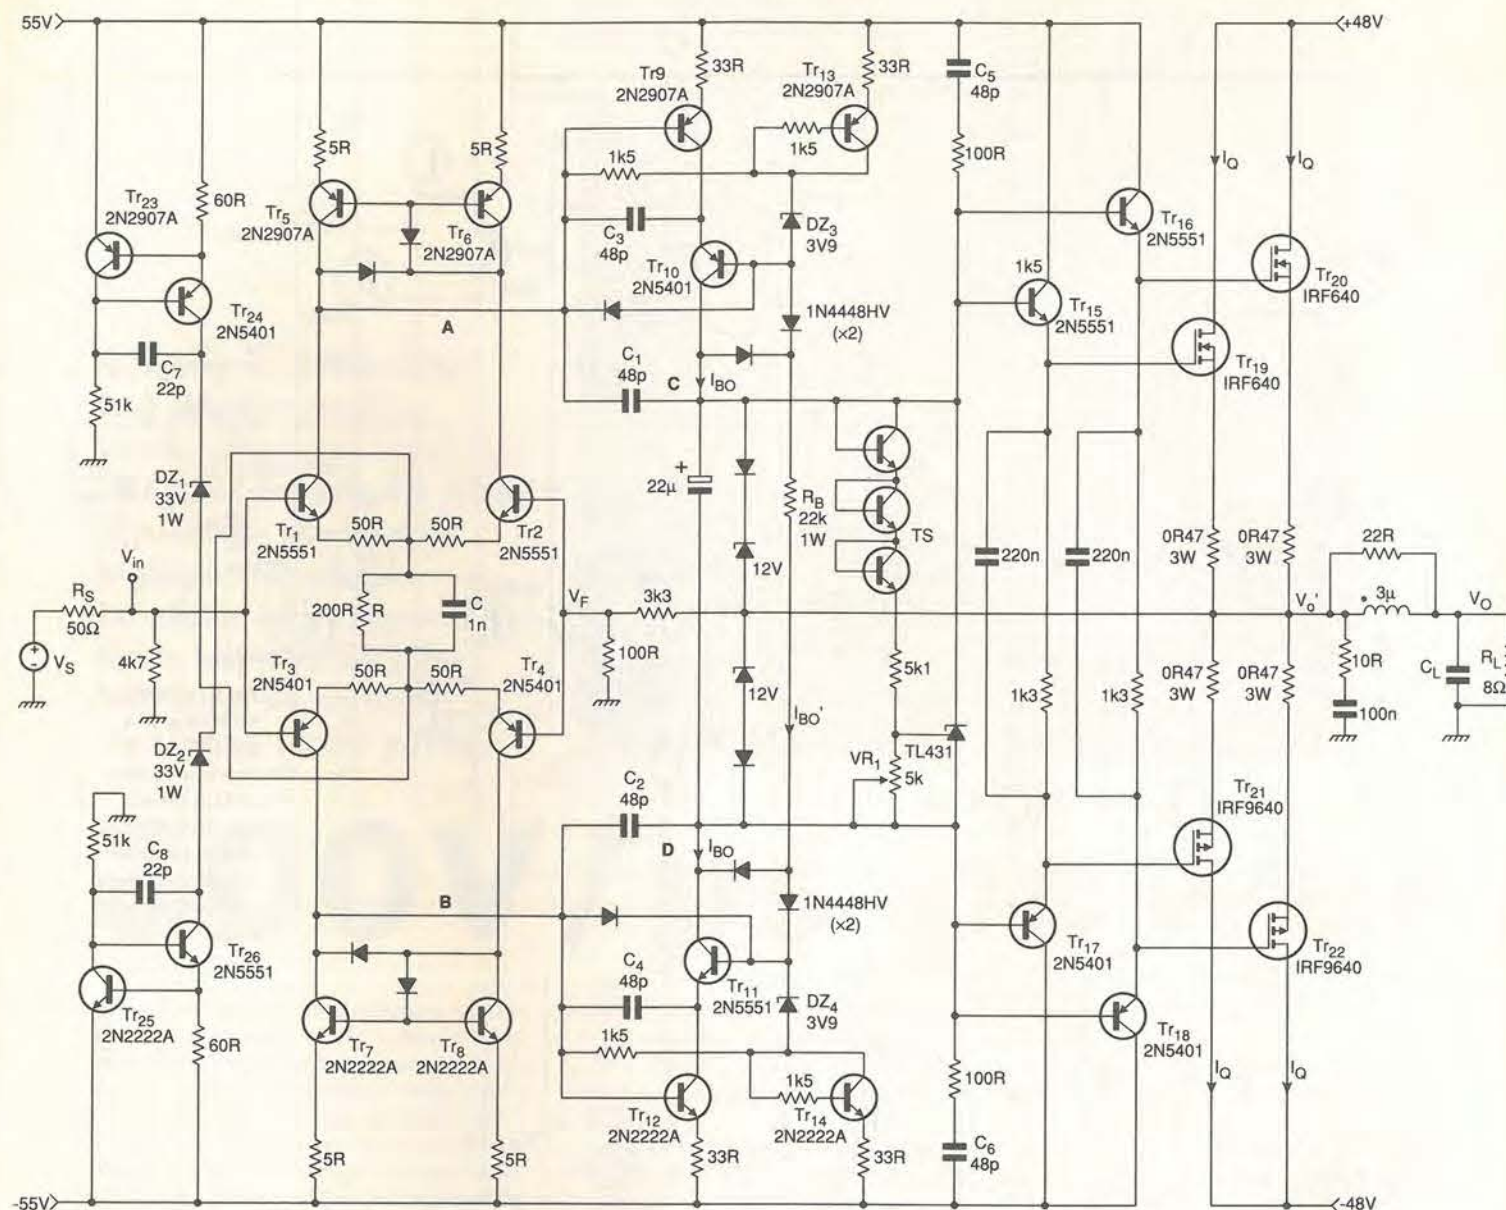 55V
+48V
33R
33R
Tr9
2N2907A
Tr13
2N2907A
C5
48p
5R
5R
1k5
1k5
100R
IQ
IQ
Tr23
2N2907A
60R
Tr5
2N2907A
Tr6
2N2907A
C3
48p
DZ3
3V9
Tr16
2N5551
Tr10
2N5401
1k5
Tr15
2N5551
Tr20
IRF640
Tr24
2N5401
A
1N4448HV
(×2)
Tr19
IRF640
C7
22p
C1
48p
C
IBO
51k
DZ1
33V
1W
+
22μ
RB
22k
1W
TS
Tr1
2N5551
50R
50R
Tr2
2N5551
220n
220n
0R47
3W
0R47
3W
22R
12V
Vin
RS
50Ω
200R
R
C
1n
VF
3k3
Vo'
3μ
VO
VS
4k7
Tr3
2N5401
50R
50R
Tr4
2N5401
100R
12V
5k1
1k3
1k3
0R47
3W
0R47
3W
10R
CL
RL
8Ω
100n
IBO'
DZ2
33V
1W
VR1
5k
TL431
C2
48p
Tr21
IRF9640
51k
C8
22p
D
IBO
B
1N4448HV
(×2)
Tr26
2N5551
Tr11
2N5551
C4
48p
DZ4
3V9
Tr17
2N5401
Tr22
IRF9640
Tr25
2N2222A
60R
Tr7
2N2222A
Tr8
2N2222A
1k5
1k5
Tr18
2N5401
100R
IQ
IQ
Tr12
2N2222A
Tr14
2N2222A
5R
5R
33R
33R
C6
48p
-55V
-48V